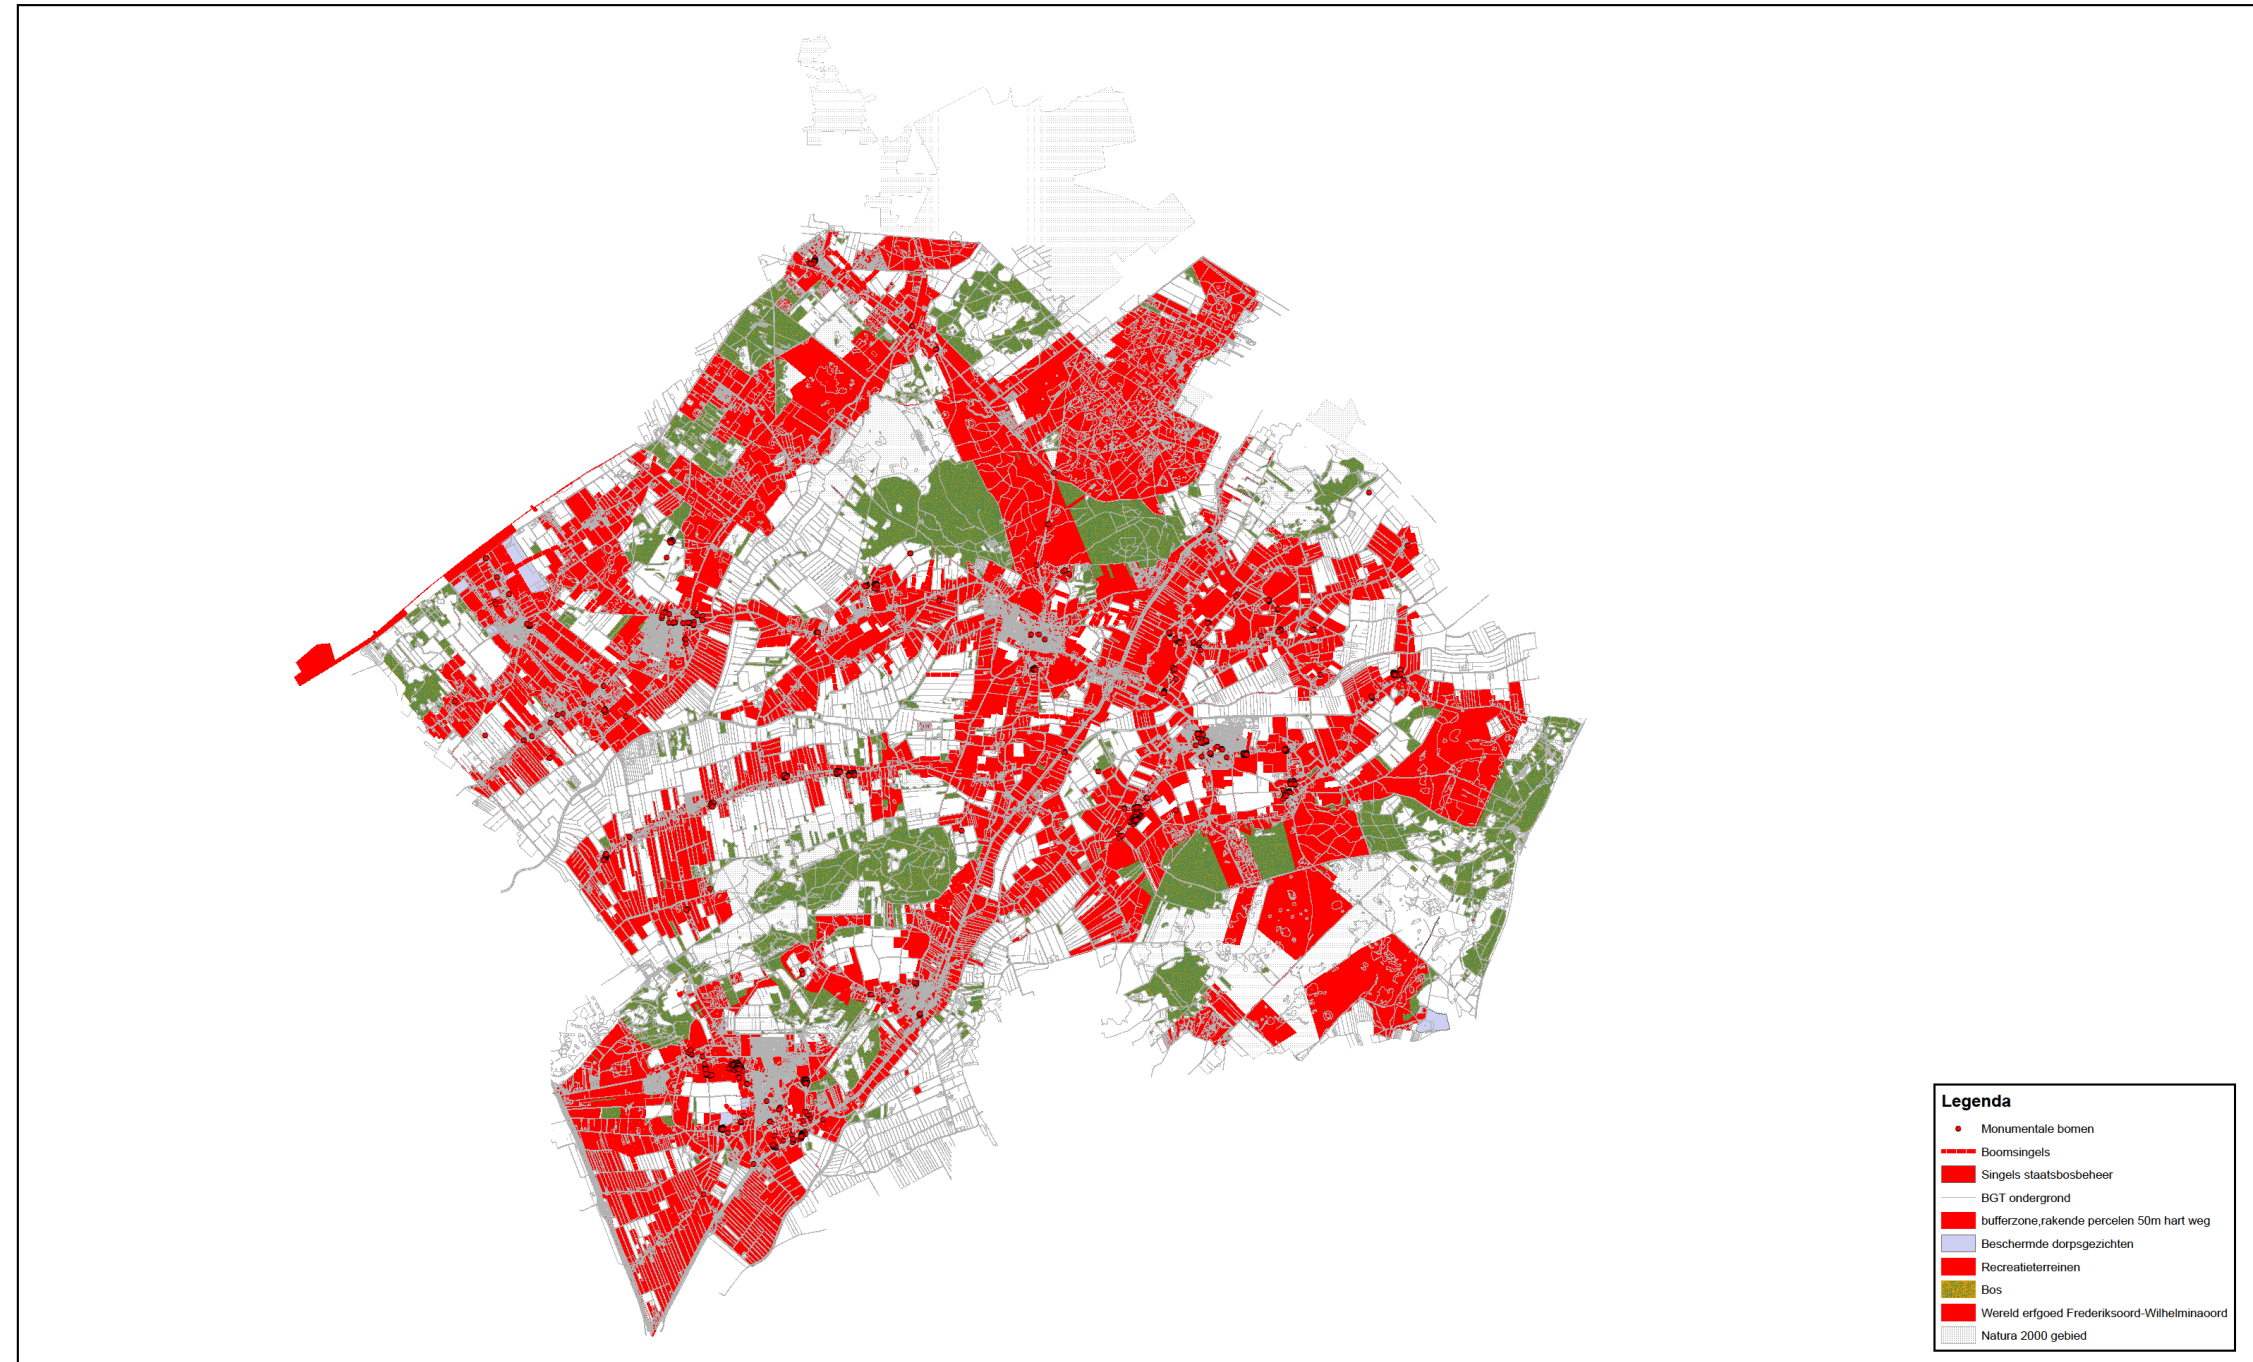 Legenda
Monumentale bomen
Boomsingels
Singels staatsbosbeheer
BGT ondergrond
bufferzone,rakende percelen 50m hart weg
Beschermde dorpsgezichten
Recreatieterreinen
Bos
Wereld erfgoed Frederiksoord-Wilhelminaoord
Natura 2000 gebied